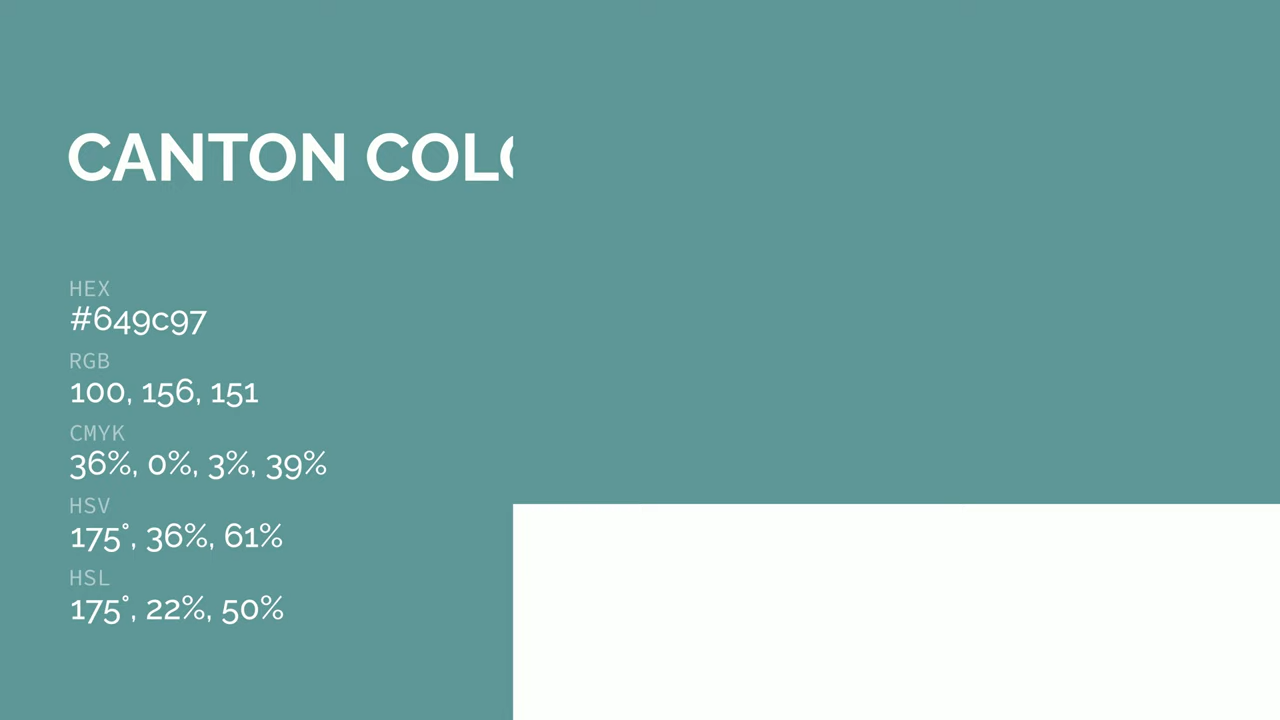 CANTON COL
HEX
#649c97
RGB
100, 156, 151
CMYK
36%, 0%, 3%, 39%
HSV
175°, 36%, 61%
HSL
175°, 22%, 50%